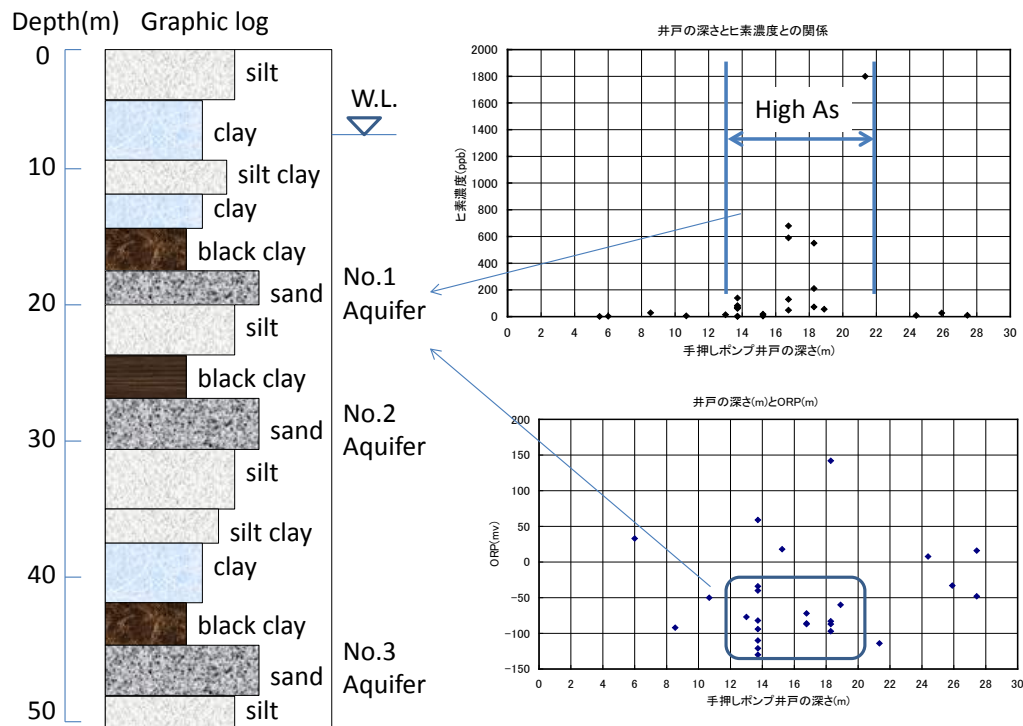 Depth(m) Graphic log
0
10
20
30
40
50
silt
clay
silt clay
clay
black clay
sand
silt
black clay
sand
silt
silt clay
clay
black clay
sand
silt
W.L.
No.1
Aquifer
No.2
Aquifer
No.3
Aquifer
井戸の深さとヒ素濃度との関係
High As
ヒ素濃度(ppb)
2000
1800
1600
1400
1200
1000
800
600
400
200
0
0 2 4 6 8 10 12 14 16 18 20 22 24 26 28 30
手押しポンプ井戸の深さ(m)
井戸の深さ(m)とORP(m)
ORP(mv)
200
150
100
50
0
-50
-100
-150
0 2 4 6 8 10 12 14 16 18 20 22 24 26 28 30
手押しポンプ井戸の深さ(m)